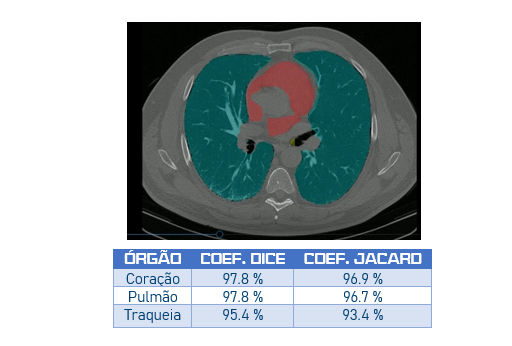 ÓRGÃO COEF. DICE COEF. JACARD
Coração 97.8 % 96.9 %
Pulmão 97.8 % 96.7 %
Traqueia 95.4 % 93.4 %